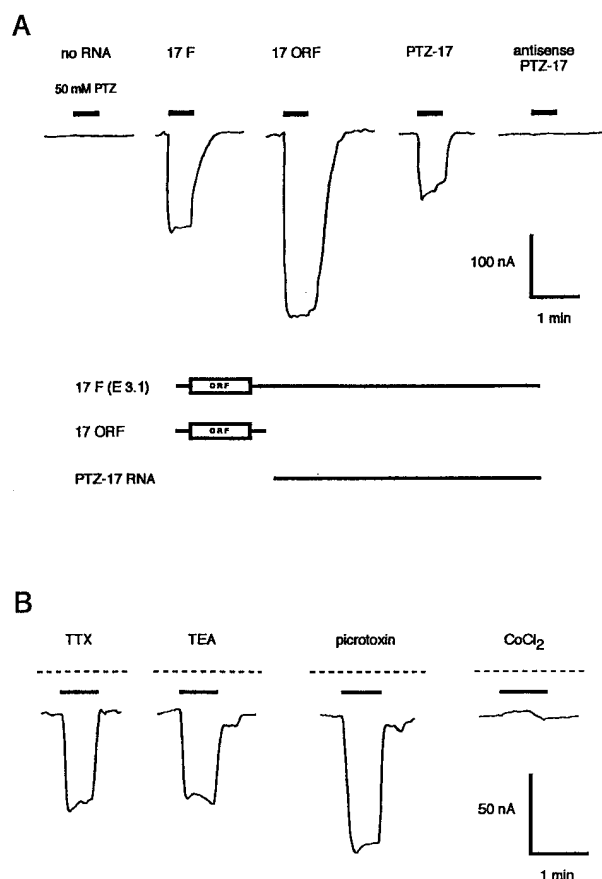 A
no RNA 17 F 17 ORF PTZ-17 antisense
PTZ-17
50 mM PTZ
100 nA
1 min
17 F (E 3.1) ORF
17 ORF ORF
PTZ-17 RNA
B
TTX TEA picrotoxin CoCl2
50 nA
1 min